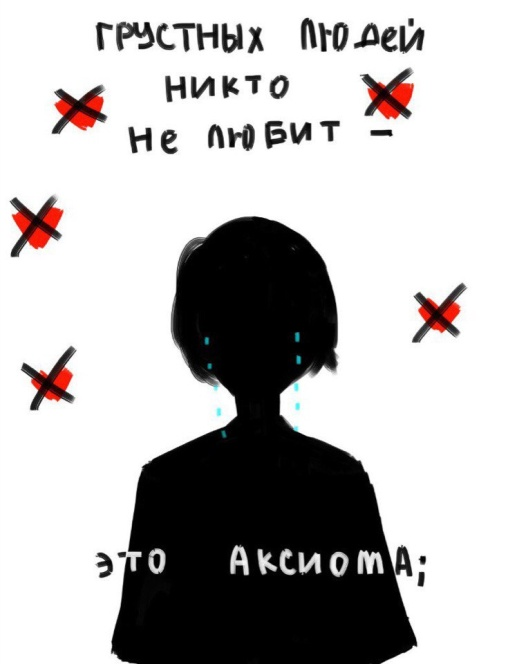 грустных людей
никто
не любит –
это аксиома;